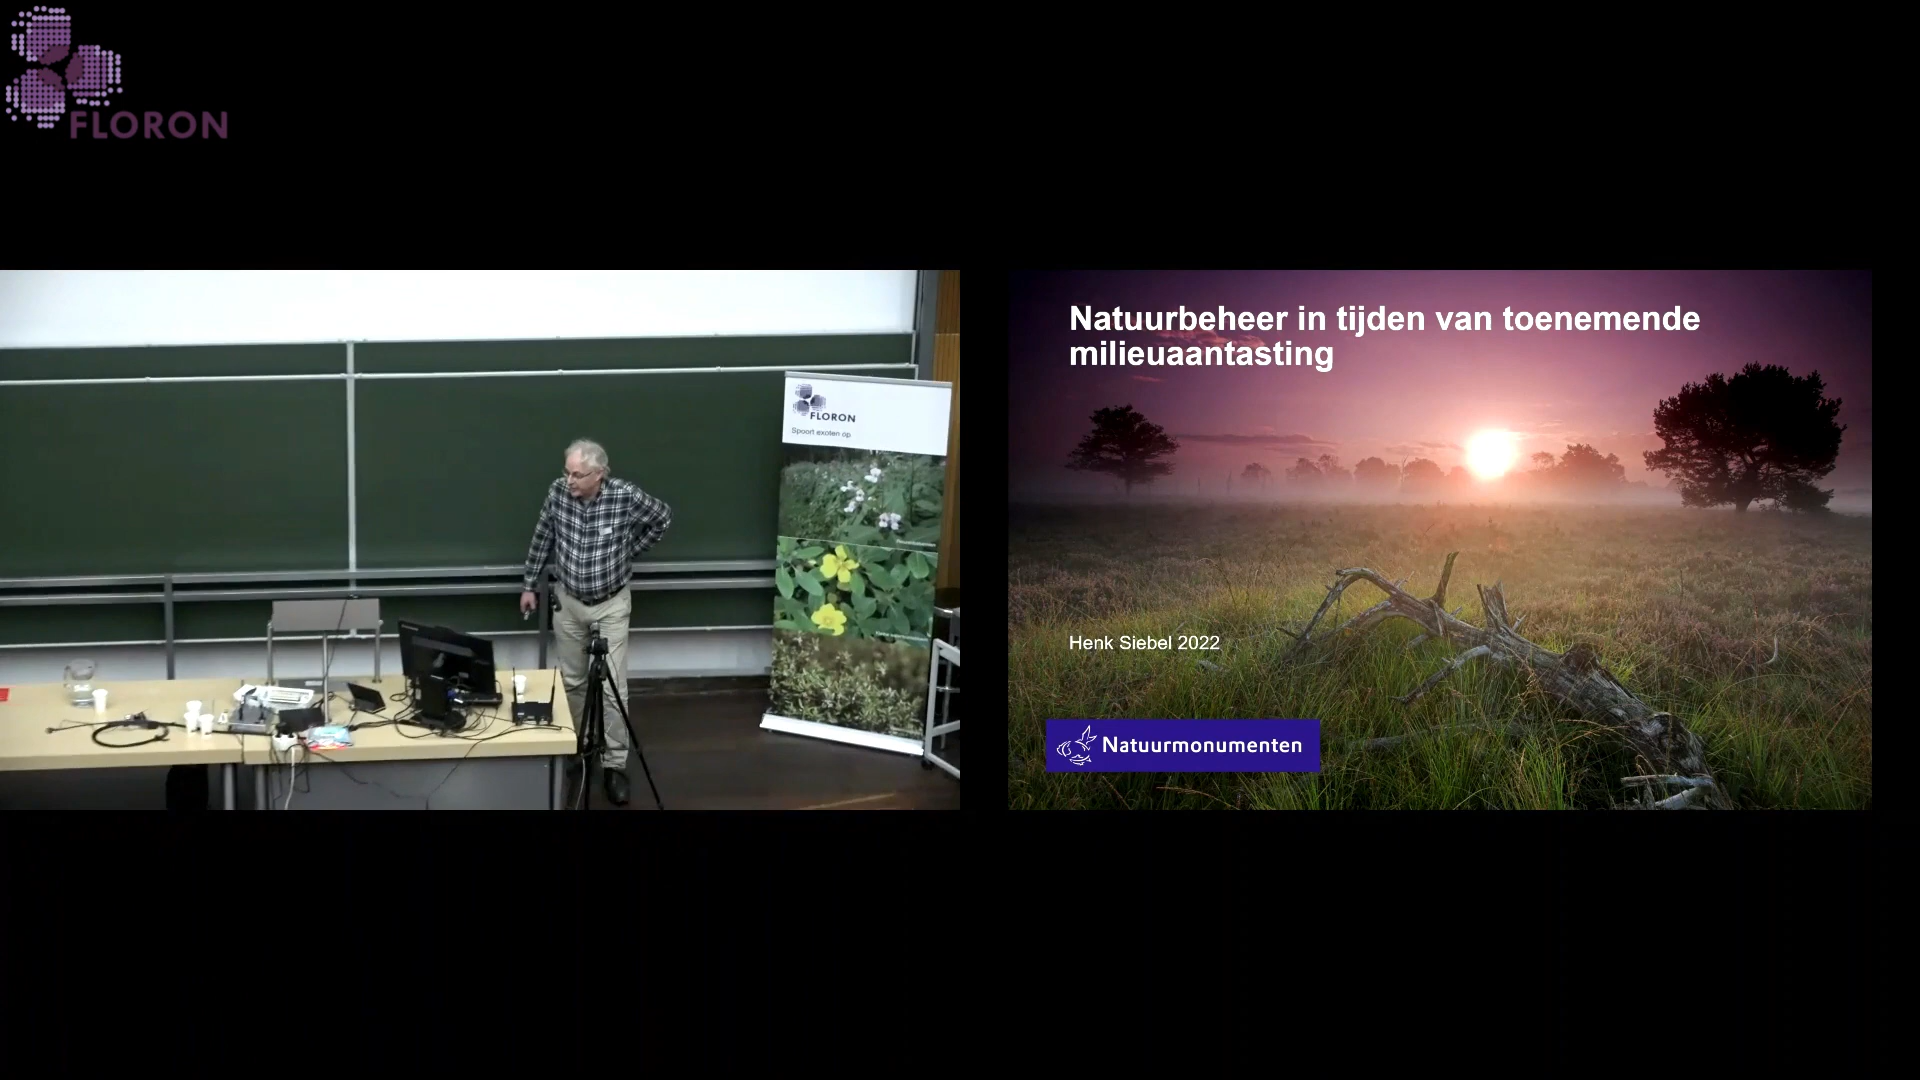 FLORON
FLORON
Spoort exoten op
Natuurbeheer in tijden van toenemende
milieuaantasting
Henk Siebel 2022
Natuurmonumenten